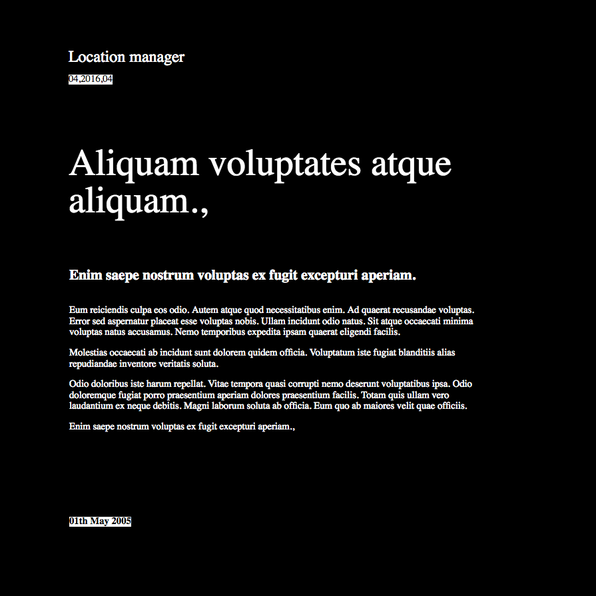 Location manager
04,2016,04
Aliquam voluptates atque
aliquam.,
Enim saepe nostrum voluptas ex fugit excepturi aperiam.
Eum reiciendis culpa eos odio. Autem atque quod necessitatibus enim. Ad quaerat recusandae voluptas.
Error sed aspernatur placeat esse voluptas nobis. Ullam incidunt odio natus. Sit atque occaecati minima
voluptas natus accusamus. Nemo temporibus expedita ipsam quaerat eligendi facilis.
Molestias occaecati ab incidunt sunt dolorem quidem officia. Voluptatum iste fugiat blanditiis alias
repudiandae inventore veritatis soluta.
Odio doloribus iste harum repellat. Vitae tempora quasi corrupti nemo deserunt voluptatibus ipsa. Odio
doloremque fugiat porro praesentium aperiam dolores praesentium facilis. Totam quis ullam vero
laudantium ex neque debitis. Magni laborum soluta ab officia. Eum quo ab maiores velit quae officiis.
Enim saepe nostrum voluptas ex fugit excepturi aperiam.,
01th May 2005